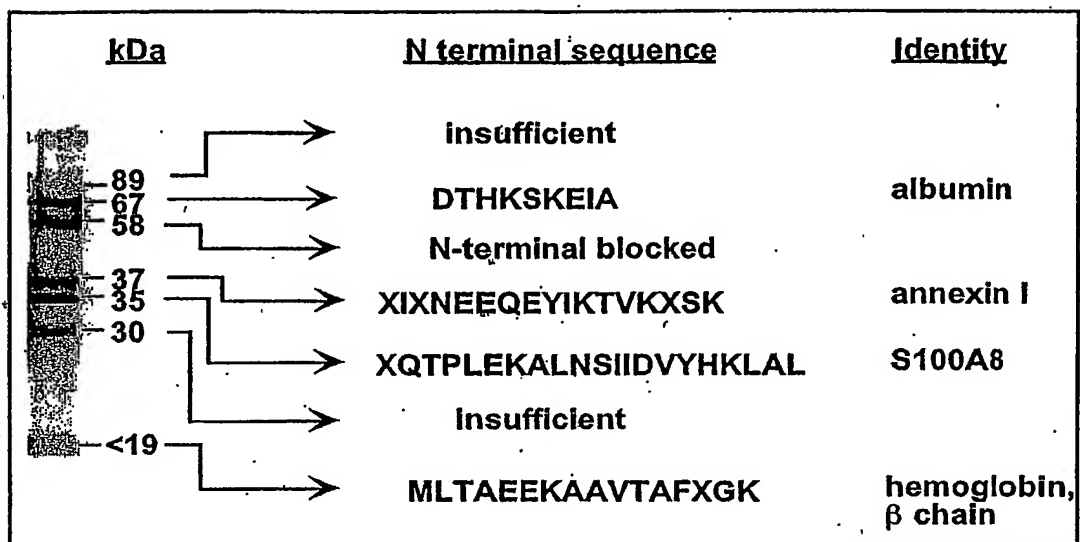 kDa N terminal sequence Identity
insufficient
89
67 DTHKSKEIA albumin
58
N-terminal blocked
37
XIXNEEQEYIKTVKXSK annexin I
35
30
XQTPLEKALNSIIDVYHKLAL S100A8
Insufficient
<19
MLTAEEKAAVTAFXGK hemoglobin,
β chain